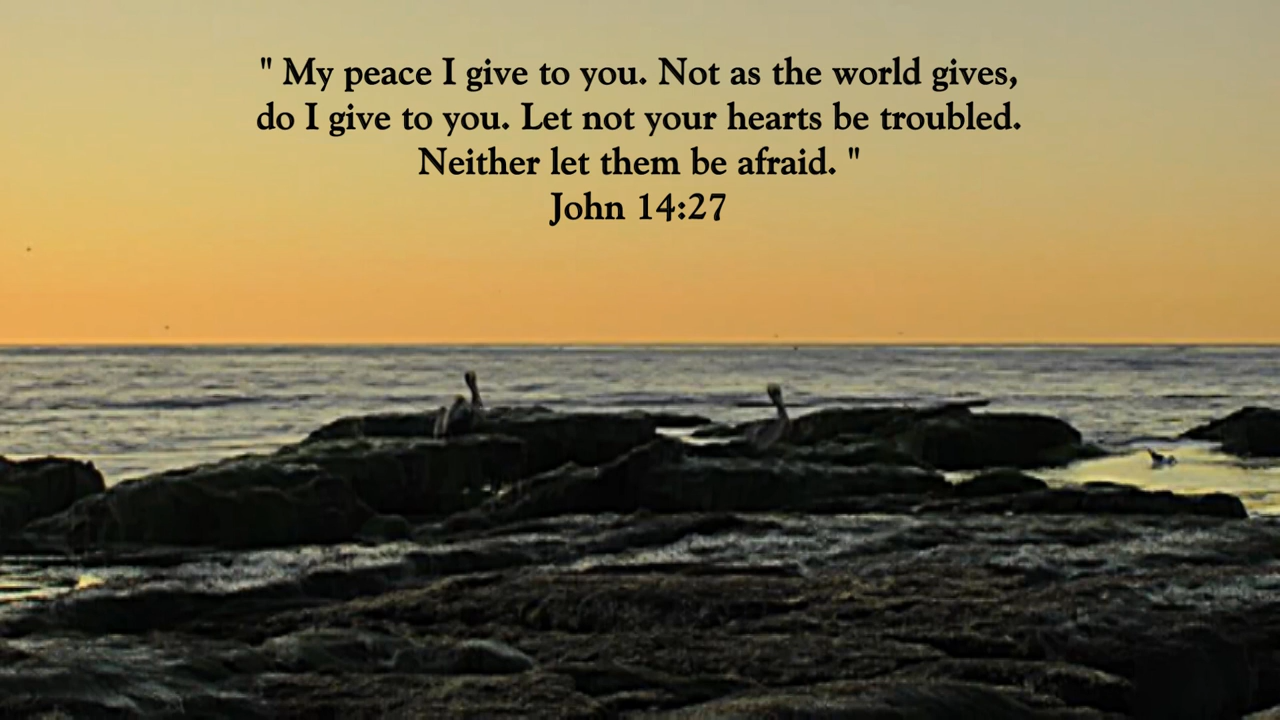 " My peace I give to you. Not as the world gives,
do I give to you. Let not your hearts be troubled.
Neither let them be afraid. "
John 14:27